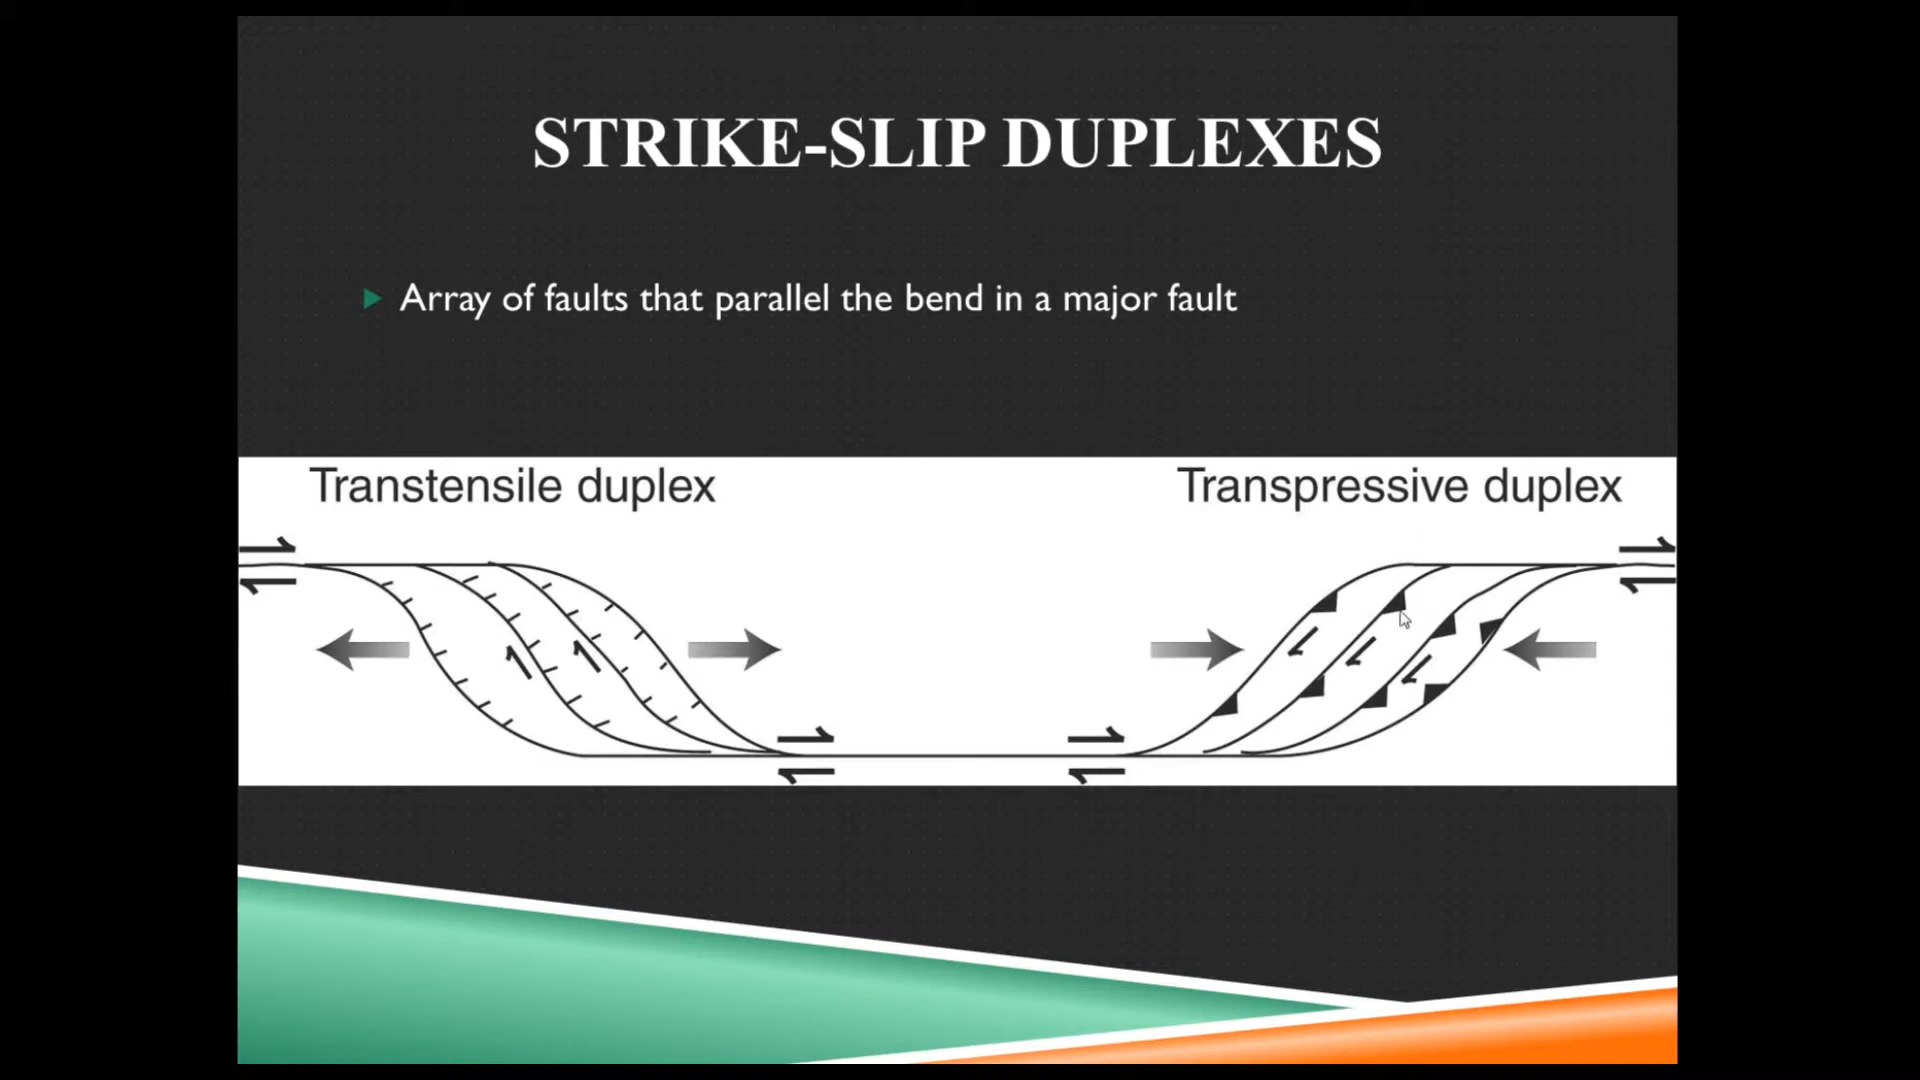 STRIKE-SLIP DUPLEXES
Array of faults that parallel the bend in a major fault
Transtensile duplex
Transpressive duplex